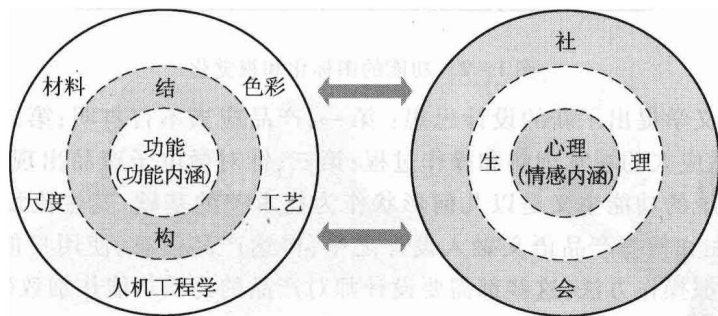 材料
结
色彩
功能
(功能内涵)
尺度
工艺
构
人机工程学
社
心理
(情感内涵)
生
理
会